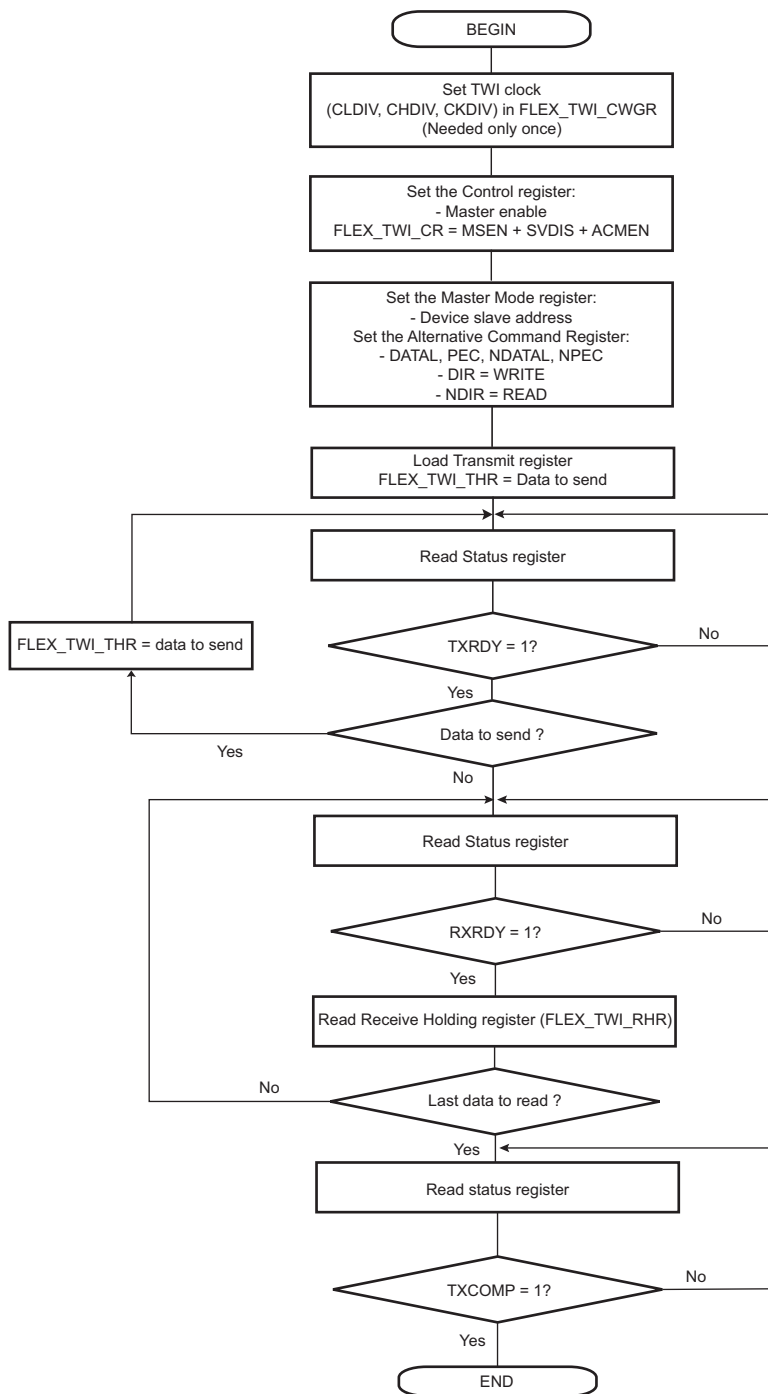 BEGIN
Set TWI clock
(CLDIV, CHDIV, CKDIV) in FLEX_TWI_CWGR
(Needed only once)
Set the Control register:
- Master enable
FLEX_TWI_CR = MSEN + SVDIS + ACMEN
Set the Master Mode register:
- Device slave address
Set the Alternative Command Register:
- DATAL, PEC, NDATAL, NPEC
- DIR = WRITE
- NDIR = READ
Load Transmit register
FLEX_TWI_THR = Data to send
Read Status register
FLEX_TWI_THR = data to send
TXRDY = 1?
No
Yes
Data to send ?
Yes
No
Read Status register
RXRDY = 1?
No
Yes
Read Receive Holding register (FLEX_TWI_RHR)
No
Last data to read ?
Yes
Read status register
TXCOMP = 1?
No
Yes
END